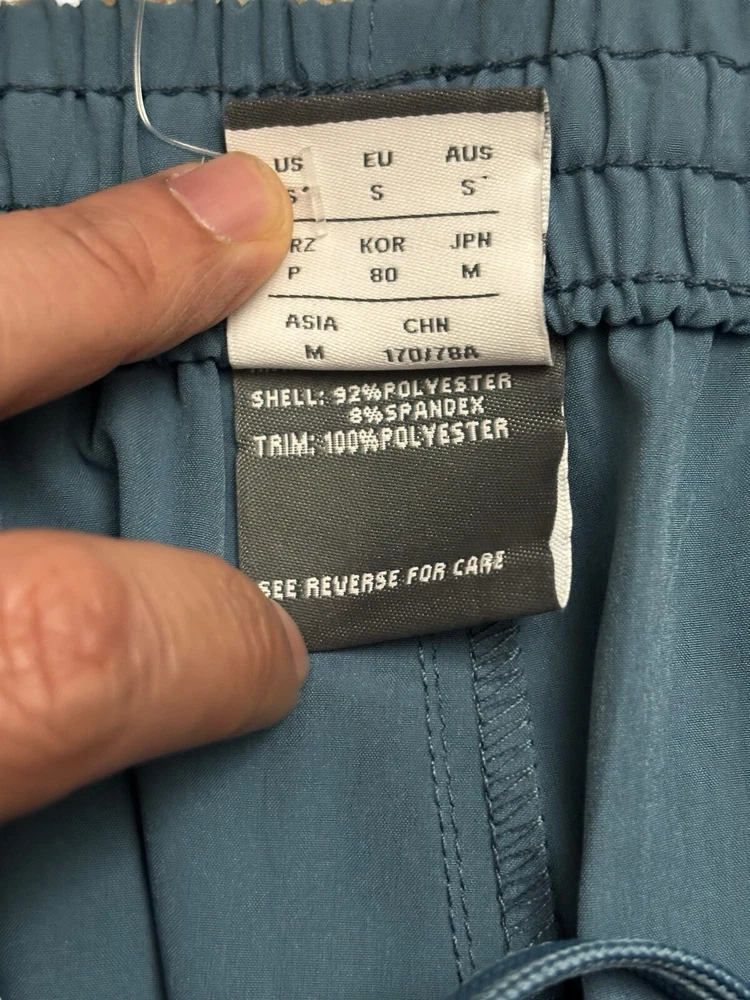 US EU AUS
S* S S*
RZ KOR JPN
P 80 M
ASIA CHN
M 170/78A
SHELL: 92%POLYESTER
8%SPANDEX
TRIM: 100%POLYESTER
SEE REVERSE FOR CARE